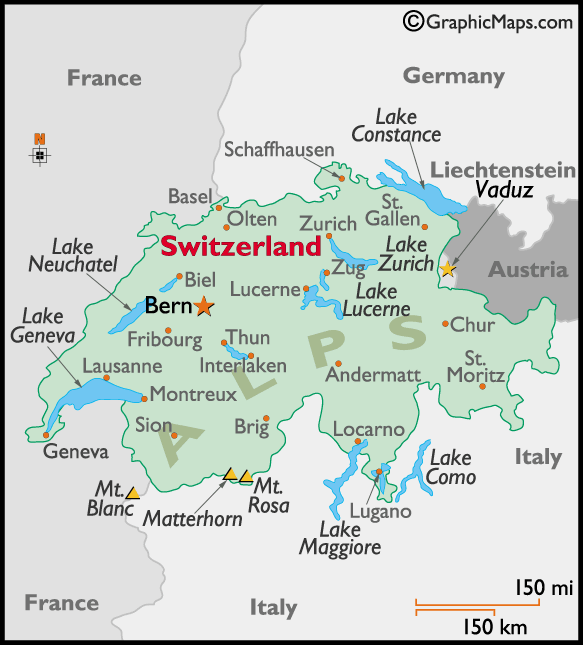 ©GraphicMaps.com
France
Germany
Lake
Constance
N
Schaffhausen
Liechtenstein
Vaduz
Basel
Olten
St.
Gallen
Zurich
Switzerland
Lake
Zurich
Lake
Neuchatel
Zug
Austria
Biel
Lucerne
Lake
Lucerne
Bern
Lake
Geneva
Fribourg
Thun
Interlaken
Chur
ALPS
Lausanne
Andermatt
St.
Moritz
Montreux
Sion
Brig
Locarno
Geneva
Italy
Lake
Como
Mt.
Blanc
Matterhorn
Mt.
Rosa
Lugano
Lake
Maggiore
France
Italy
150 mi
150 km